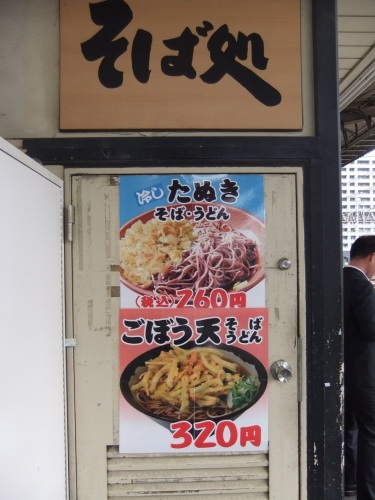 そば処
冷し たぬき
そば・うどん
(税込)260円
ごぼう天 そば
うどん
320円